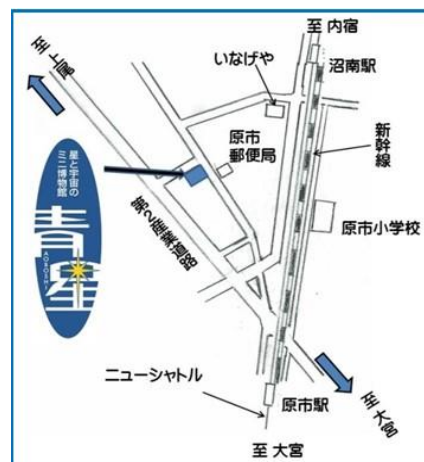 至 内宿
至 上尾
沼南駅
いなげや
新幹線
原市
郵便局
星と宇宙の
ミニ博物館
青星
AOBOSHI
第2産業道路
原市小学校
ニューシャトル
原市駅
至 大宮
至 大宮